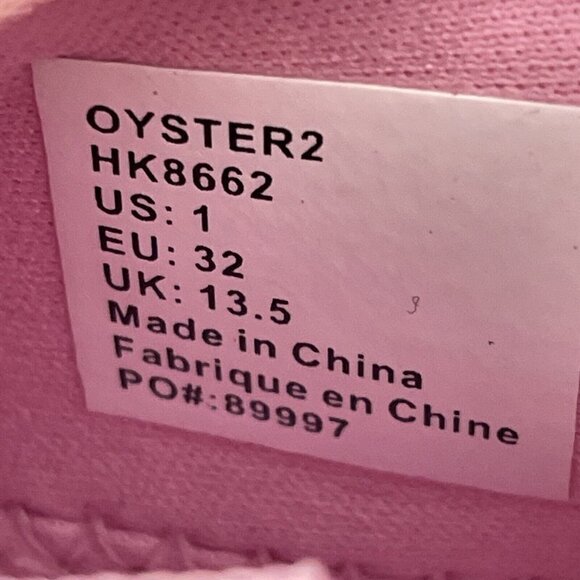 OYSTER2
HK8662
US: 1
EU: 32
UK: 13.5
Made in China
Fabrique en Chine
PO#:89997